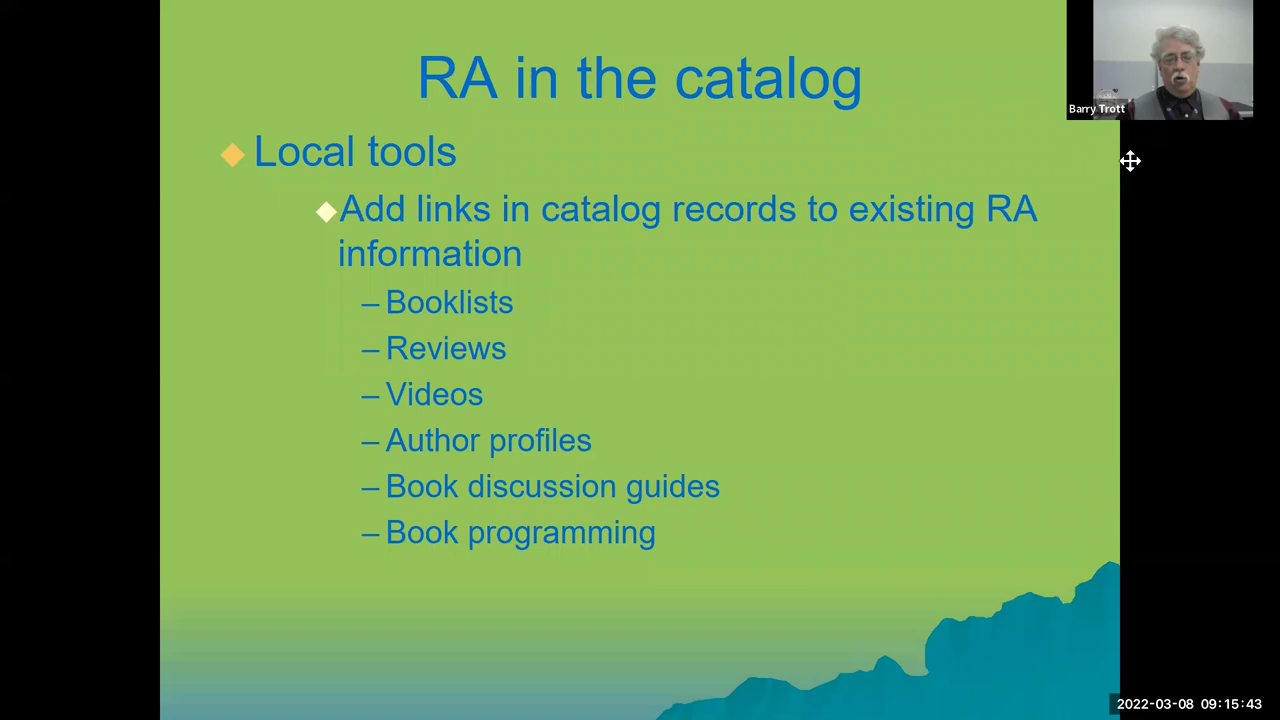 RA in the catalog
Barry Trott
Local tools
Add links in catalog records to existing RA
information
– Booklists
– Reviews
– Videos
– Author profiles
– Book discussion guides
– Book programming
2022-03-08 09:15:43